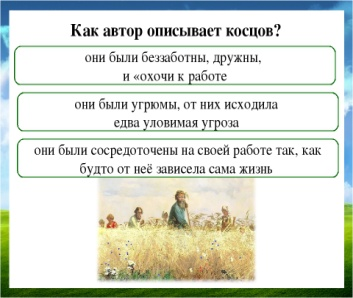 Как автор описывает косцов?
они были беззаботны, дружны,
и «охочи к работе
они были угрюмы, от них исходила
едва уловимая угроза
они были сосредоточены на своей работе так, как
будто от неё зависела сама жизнь